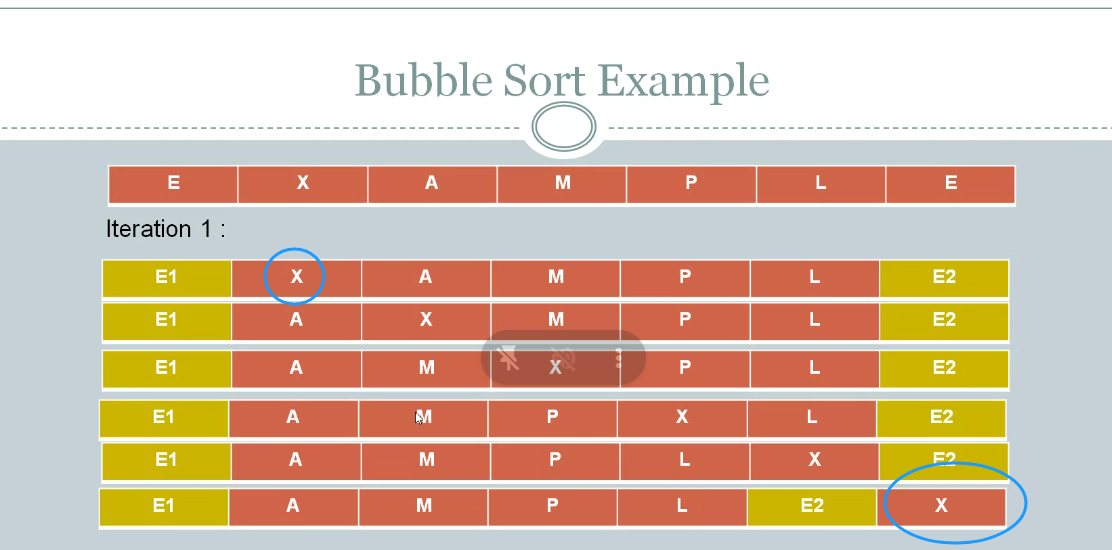 Bubble Sort Example
E X A M P L E
Iteration 1 :
E1 X A M P L E2
E1 A X M P L E2
E1 A M X P L E2
E1 A M P X L E2
E1 A M P L X E2
E1 A M P L E2 X